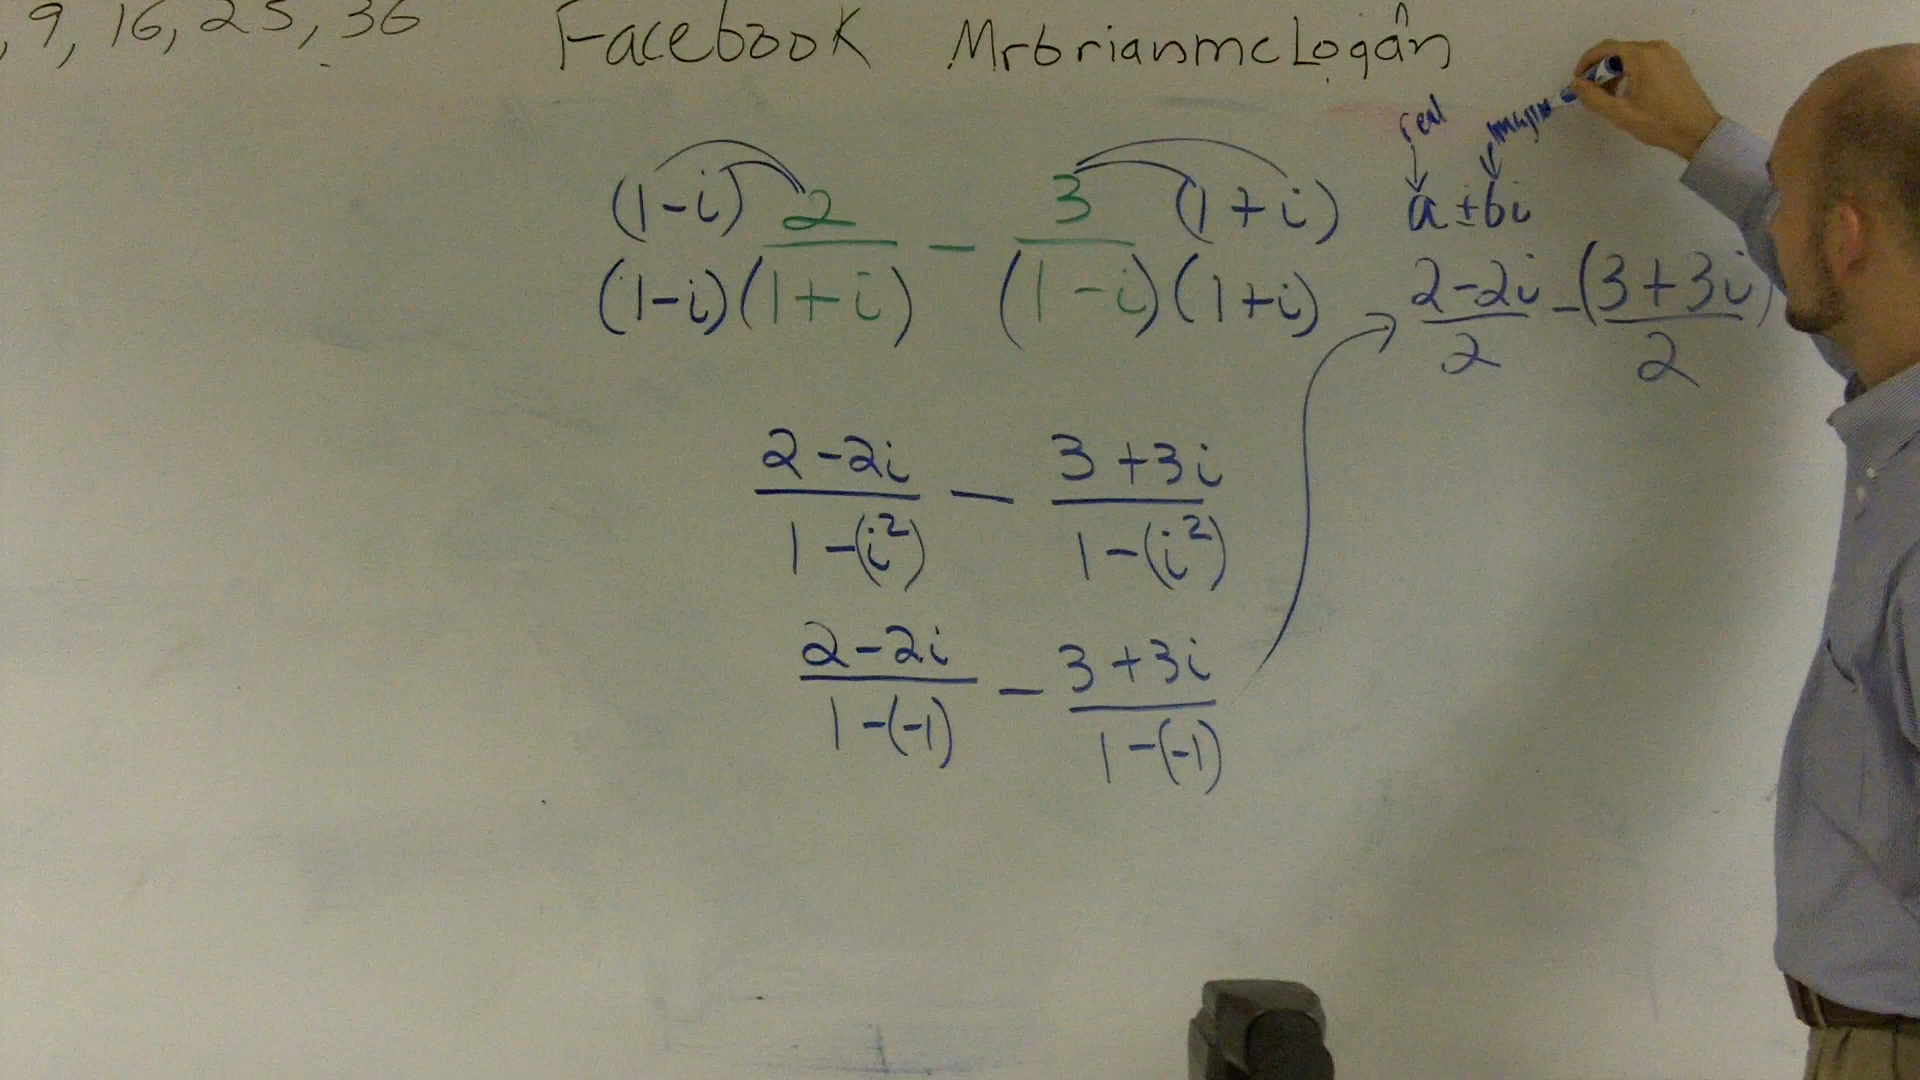 , 9, 16, 25, 36 Facebook MrbrianmcLogan
real
(1-i) 2 / (1-i)(1+i) - 3 (1+i) / (1-i)(1+i)
a ± bi
2-2i / 2 - (3+3i) / 2
2-2i / 1-(i²) - 3+3i / 1-(i²)
2-2i / 1-(-1) - 3+3i / 1-(-1)